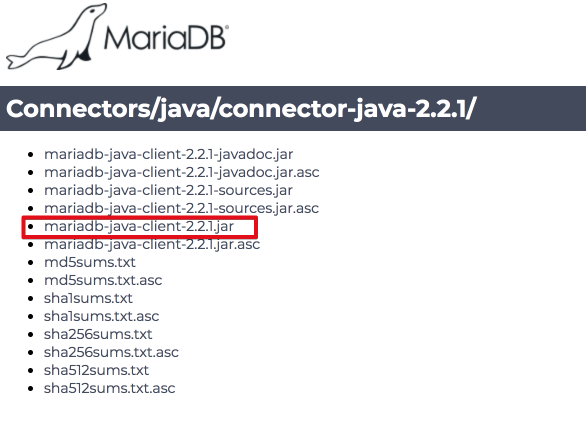 MariaDB®
Connectors/java/connector-java-2.2.1/
mariadb-java-client-2.2.1-javadoc.jar
mariadb-java-client-2.2.1-javadoc.jar.asc
mariadb-java-client-2.2.1-sources.jar
mariadb-java-client-2.2.1-sources.jar.asc
mariadb-java-client-2.2.1.jar
mariadb-java-client-2.2.1.jar.asc
md5sums.txt
md5sums.txt.asc
sha1sums.txt
sha1sums.txt.asc
sha256sums.txt
sha256sums.txt.asc
sha512sums.txt
sha512sums.txt.asc